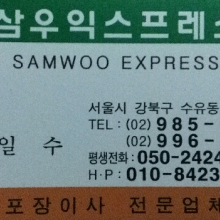 삼우익스프레
SAMWOO EXPRESS
서울시 강북구 수유동
TEL : (02) 985-
일 수 (02) 996-
평생전화 : 050-2424
H·P : 010-8423
포장이사 전문업체